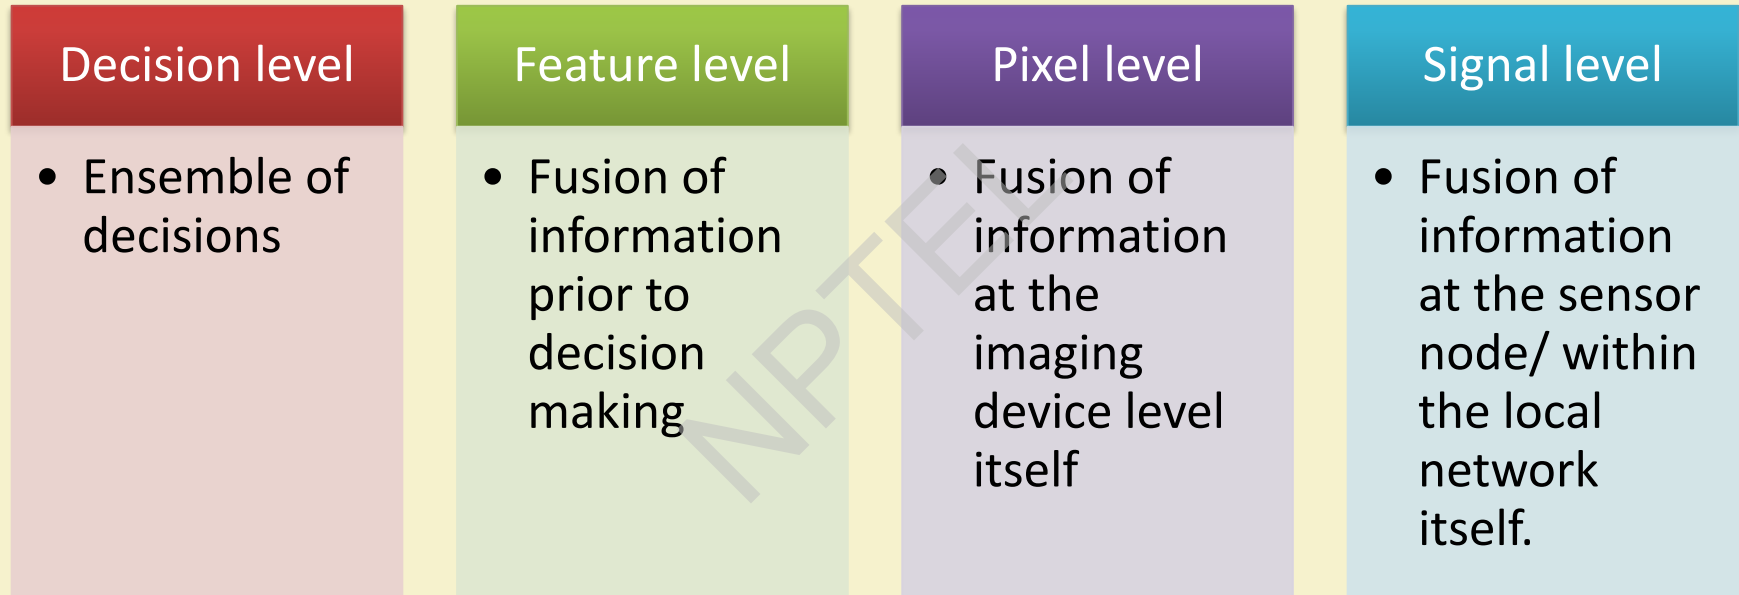 Decision level
• Ensemble of
decisions
Feature level
• Fusion of
information
prior to
decision
making
Pixel level
• Fusion of
information
at the
imaging
device level
itself
Signal level
• Fusion of
information
at the sensor
node/ within
the local
network
itself.
NPTEL